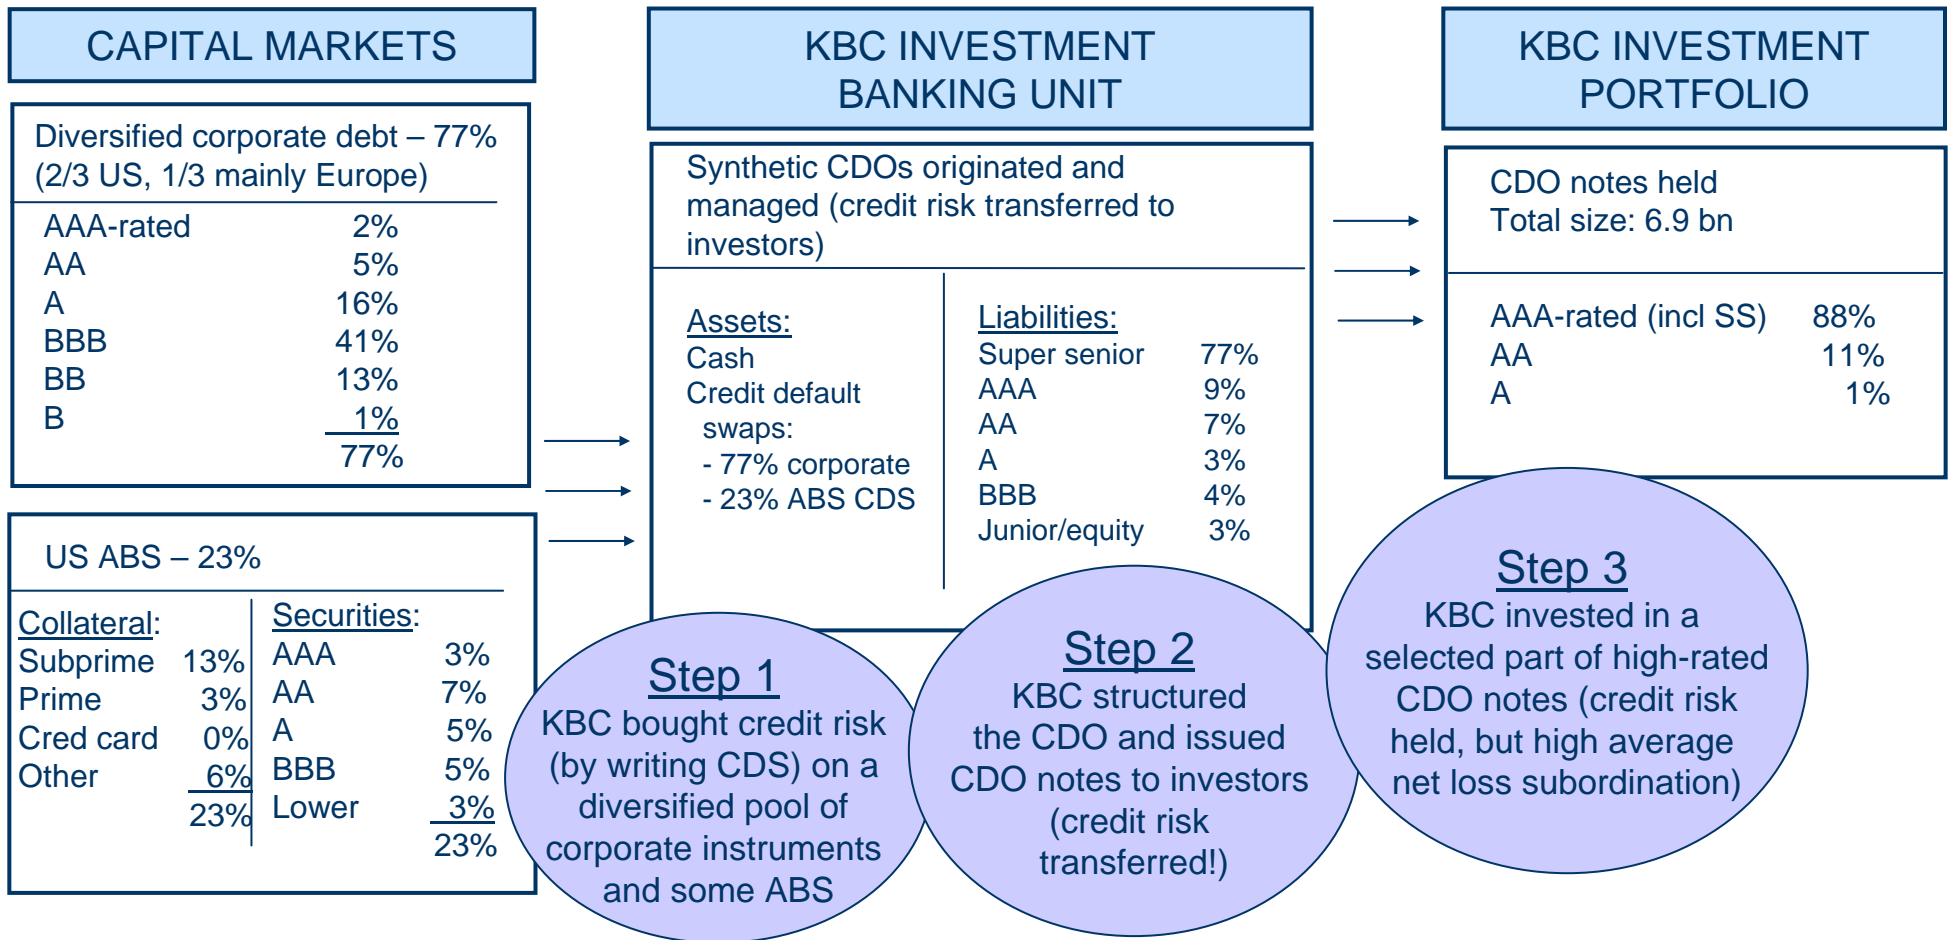 CAPITAL MARKETS
Diversified corporate debt – 77%
(2/3 US, 1/3 mainly Europe)
AAA-rated 2%
AA 5%
A 16%
BBB 41%
BB 13%
B 1%
77%
US ABS – 23%
Collateral:
Subprime 13%
Prime 3%
Cred card 0%
Other 6%
23%
Securities:
AAA 3%
AA 7%
A 5%
BBB 5%
Lower 3%
23%
KBC INVESTMENT
BANKING UNIT
Synthetic CDOs originated and
managed (credit risk transferred to
investors)
Assets:
Cash
Credit default
swaps:
- 77% corporate
- 23% ABS CDS
Liabilities:
Super senior 77%
AAA 9%
AA 7%
A 3%
BBB 4%
Junior/equity 3%
KBC INVESTMENT
PORTFOLIO
CDO notes held
Total size: 6.9 bn
AAA-rated (incl SS) 88%
AA 11%
A 1%
Step 1
KBC bought credit risk
(by writing CDS) on a
diversified pool of
corporate instruments
and some ABS
Step 2
KBC structured
the CDO and issued
CDO notes to investors
(credit risk
transferred!)
Step 3
KBC invested in a
selected part of high-rated
CDO notes (credit risk
held, but high average
net loss subordination)